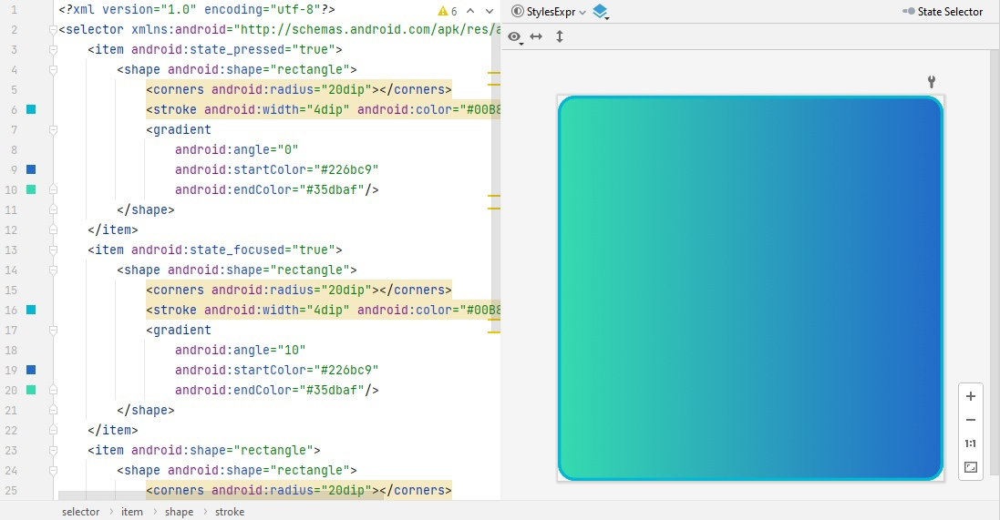 1 <?xml version="1.0" encoding="utf-8"?>
2 <selector xmlns:android="http://schemas.android.com/apk/res/a
3 <item android:state_pressed="true">
4 <shape android:shape="rectangle">
5 <corners android:radius="20dip"></corners>
6 <stroke android:width="4dip" android:color="#00B8
7 <gradient
8 android:angle="0"
9 android:startColor="#226bc9"
10 android:endColor="#35dbaf"/>
11 </shape>
12 </item>
13 <item android:state_focused="true">
14 <shape android:shape="rectangle">
15 <corners android:radius="20dip"></corners>
16 <stroke android:width="4dip" android:color="#00B8
17 <gradient
18 android:angle="10"
19 android:startColor="#226bc9"
20 android:endColor="#35dbaf"/>
21 </shape>
22 </item>
23 <item android:shape="rectangle">
24 <shape android:shape="rectangle">
25 <corners android:radius="20dip"></corners>
selector > item > shape > stroke
6
StylesExpr
State Selector
1:1